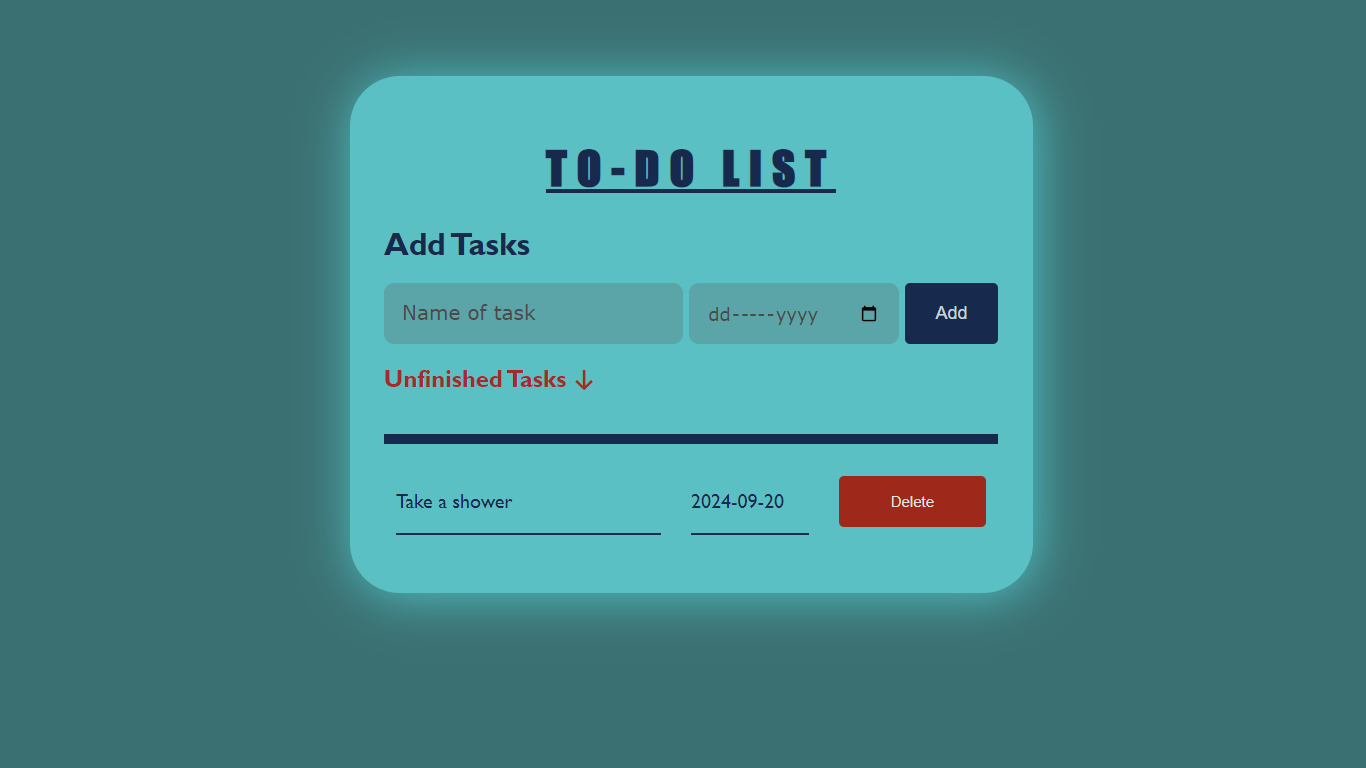 TO-DO LIST
Add Tasks
Name of task dd-----yyyy Add
Unfinished Tasks ↓
Take a shower 2024-09-20 Delete